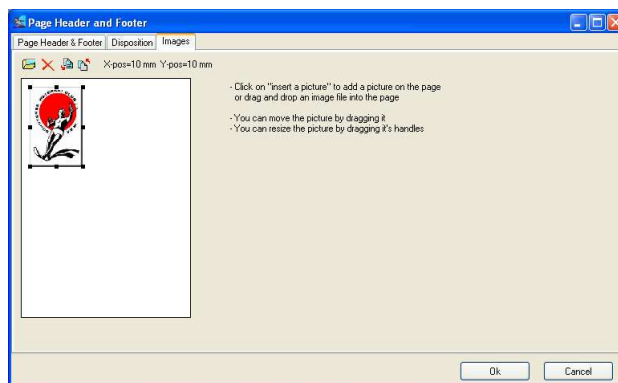 Page Header and Footer
Page Header & Footer Disposition Images
X-pos=10 mm Y-pos=10 mm
- Click on "insert a picture" to add a picture on the page
or drag and drop an image file into the page
- You can move the picture by dragging it
- You can resize the picture by dragging it's handles
Ok Cancel